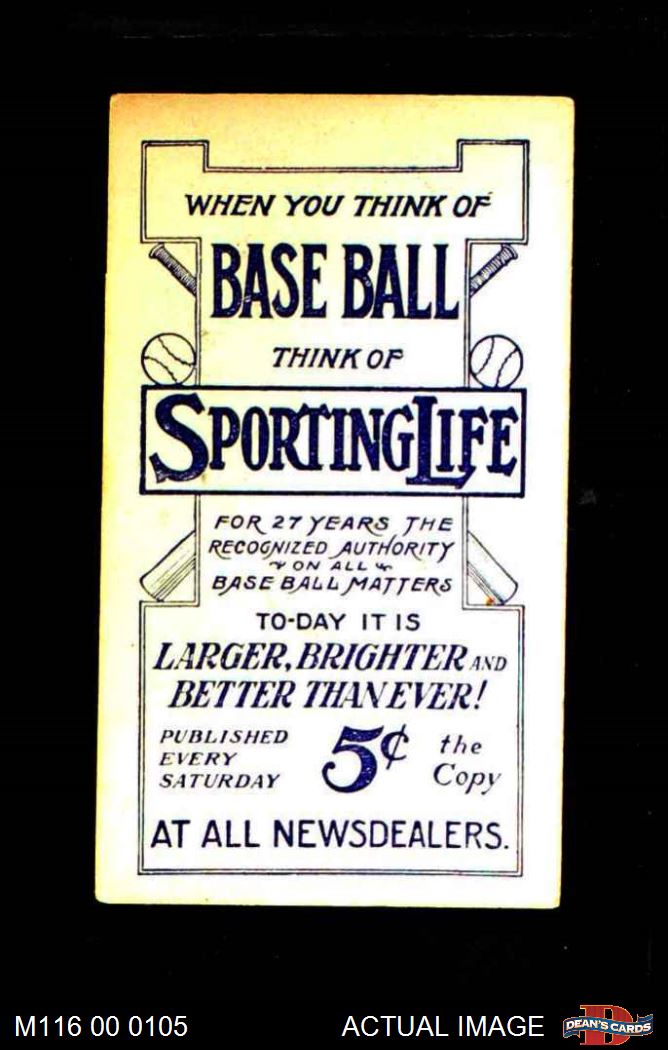 WHEN YOU THINK OF
BASE BALL
THINK OF
SPORTING LIFE
FOR 27 YEARS THE
RECOGNIZED AUTHORITY
ON ALL
BASE BALL MATTERS
TO-DAY IT IS
LARGER, BRIGHTER AND
BETTER THAN EVER!
PUBLISHED
EVERY
SATURDAY
5¢ the
Copy
AT ALL NEWSDEALERS.
M116 00 0105 ACTUAL IMAGE
D
DEAN'S CARDS